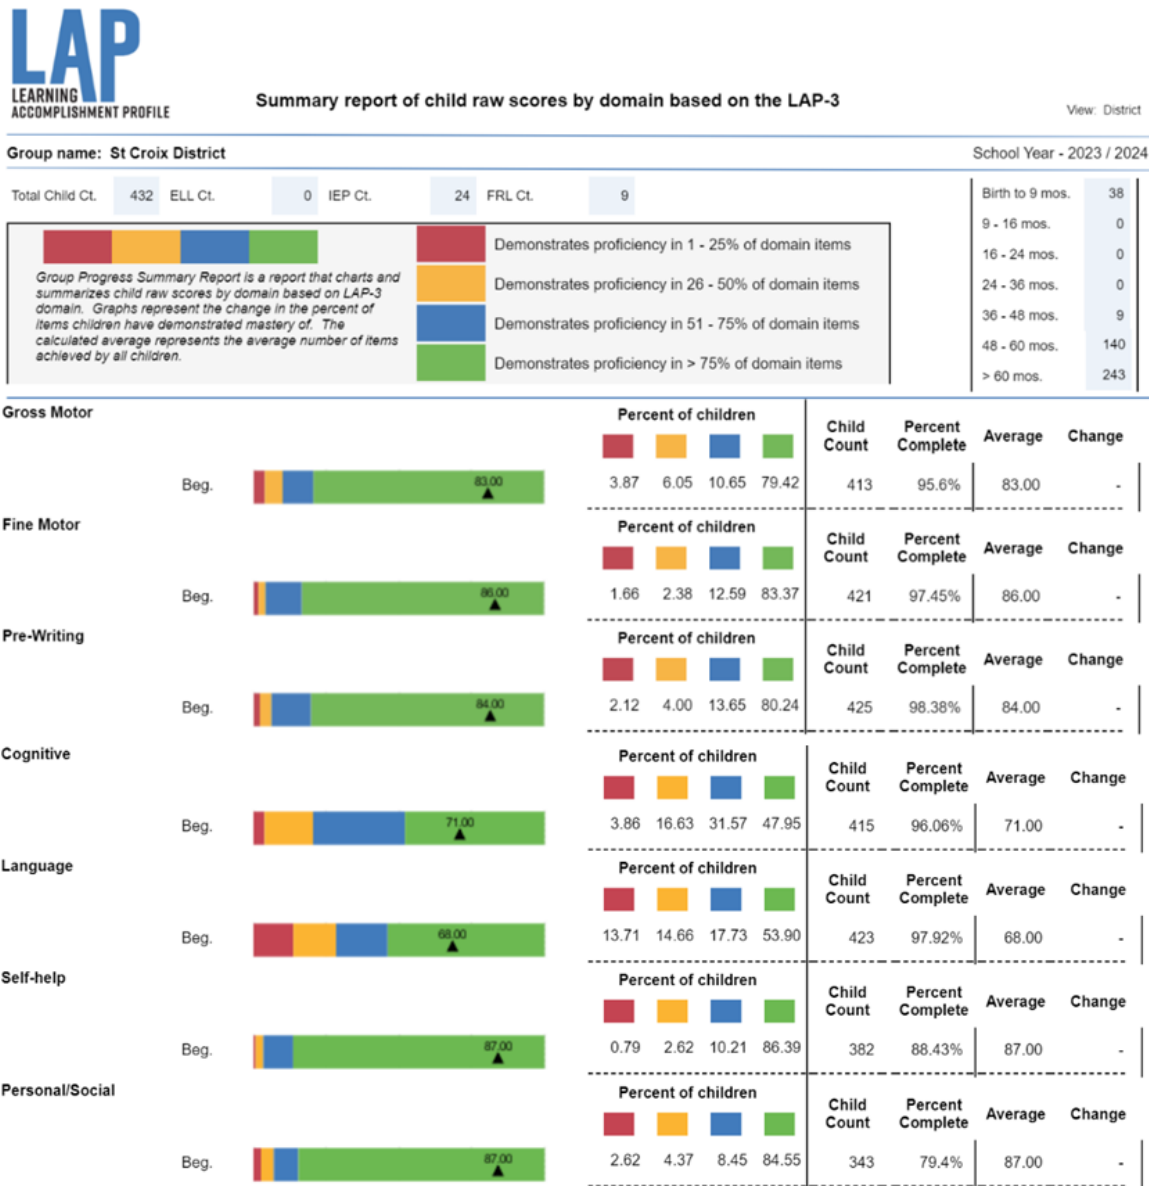 LAP
LEARNING
ACCOMPLISHMENT PROFILE
Summary report of child raw scores by domain based on the LAP-3
View: District
Group name: St Croix District
School Year - 2023 / 2024
Total Child Ct. 432 ELL Ct. 0 IEP Ct. 24 FRL Ct. 9
Birth to 9 mos. 38
9 - 16 mos. 0
16 - 24 mos. 0
24 - 36 mos. 0
36 - 48 mos. 9
48 - 60 mos. 140
> 60 mos. 243
Group Progress Summary Report is a report that charts and
summarizes child raw scores by domain based on LAP-3
domain. Graphs represent the change in the percent of
items children have demonstrated mastery of. The
calculated average represents the average number of items
achieved by all children.
Demonstrates proficiency in 1 - 25% of domain items
Demonstrates proficiency in 26 - 50% of domain items
Demonstrates proficiency in 51 - 75% of domain items
Demonstrates proficiency in > 75% of domain items
Gross Motor
Percent of children
Child Count Percent Complete Average Change
Beg. 83.00 3.87 6.05 10.65 79.42 413 95.6% 83.00 -
Fine Motor
Percent of children
Child Count Percent Complete Average Change
Beg. 86.00 1.66 2.38 12.59 83.37 421 97.45% 86.00 -
Pre-Writing
Percent of children
Child Count Percent Complete Average Change
Beg. 84.00 2.12 4.00 13.65 80.24 425 98.38% 84.00 -
Cognitive
Percent of children
Child Count Percent Complete Average Change
Beg. 71.00 3.86 16.63 31.57 47.95 415 96.06% 71.00 -
Language
Percent of children
Child Count Percent Complete Average Change
Beg. 68.00 13.71 14.66 17.73 53.90 423 97.92% 68.00 -
Self-help
Percent of children
Child Count Percent Complete Average Change
Beg. 87.00 0.79 2.62 10.21 86.39 382 88.43% 87.00 -
Personal/Social
Percent of children
Child Count Percent Complete Average Change
Beg. 87.00 2.62 4.37 8.45 84.55 343 79.4% 87.00 -